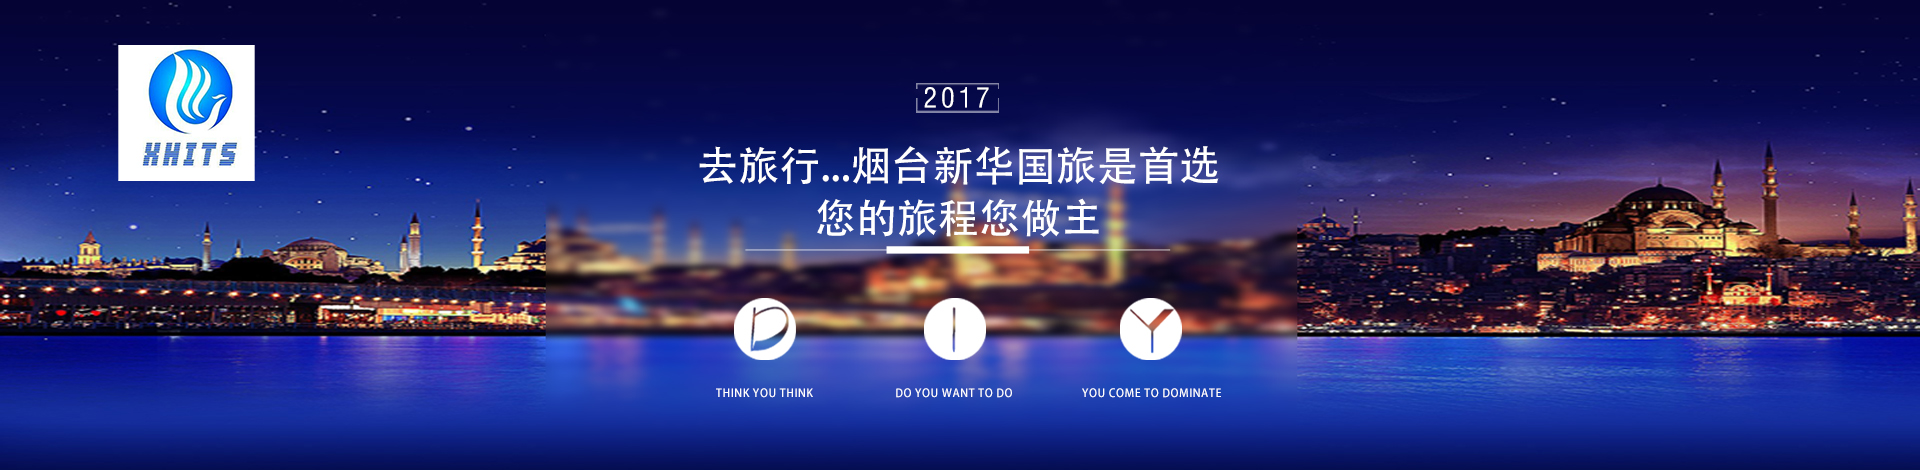 XHITS
2017
去旅行...烟台新华国旅是首选
您的旅程您做主
D I Y
THINK YOU THINK
DO YOU WANT TO DO
YOU COME TO DOMINATE